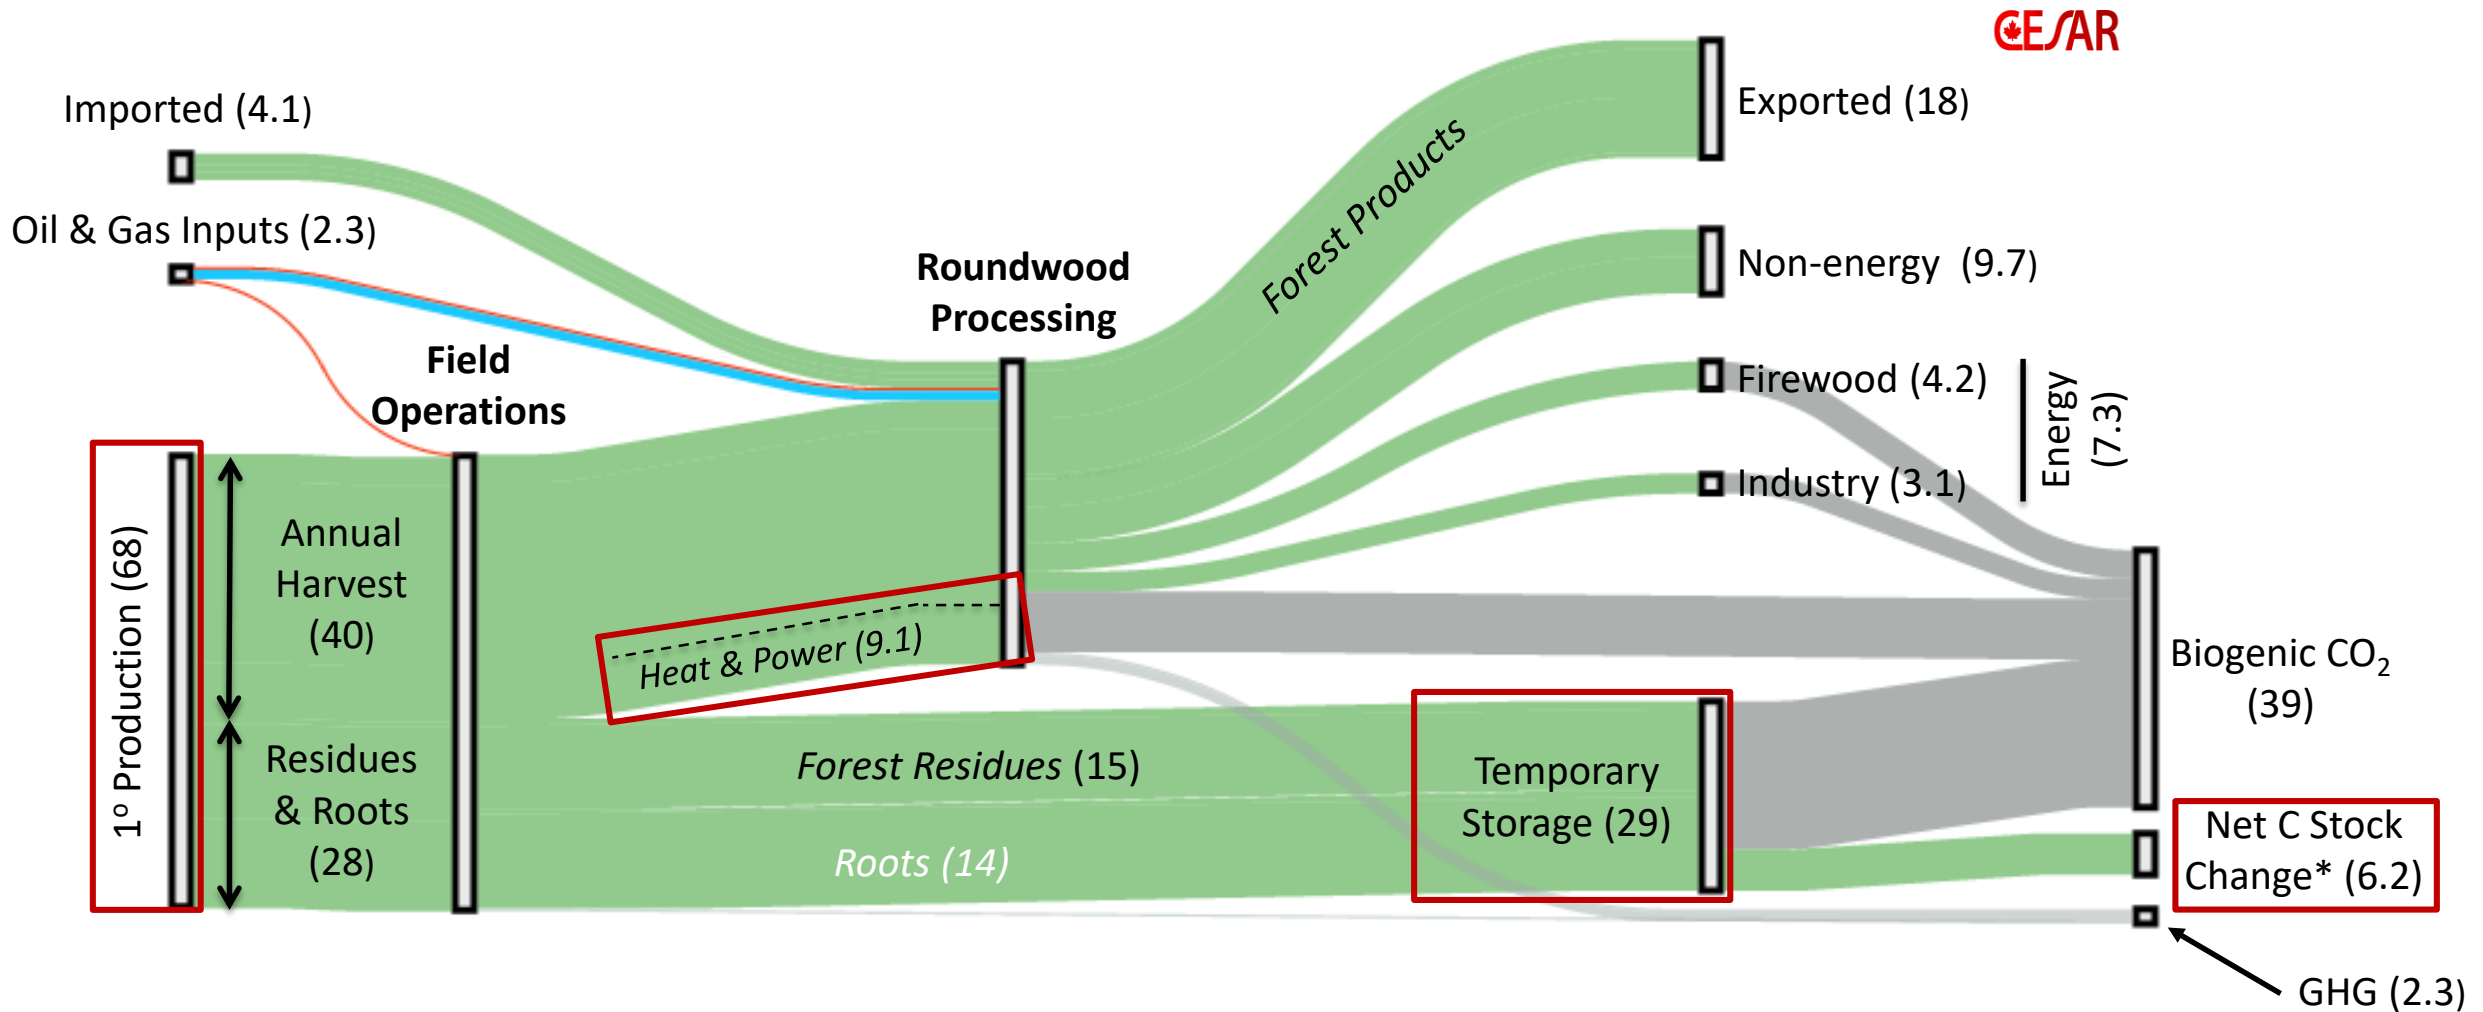 CESAR
Imported (4.1)
Exported (18)
Oil & Gas Inputs (2.3)
Forest Products
Roundwood
Processing
Non-energy (9.7)
Field
Operations
Firewood (4.2)
Industry (3.1)
Energy
(7.3)
1º Production (68)
Annual
Harvest
(40)
Heat & Power (9.1)
Biogenic CO₂
(39)
Residues
& Roots
(28)
Forest Residues (15)
Roots (14)
Temporary
Storage (29)
Net C Stock
Change* (6.2)
GHG (2.3)